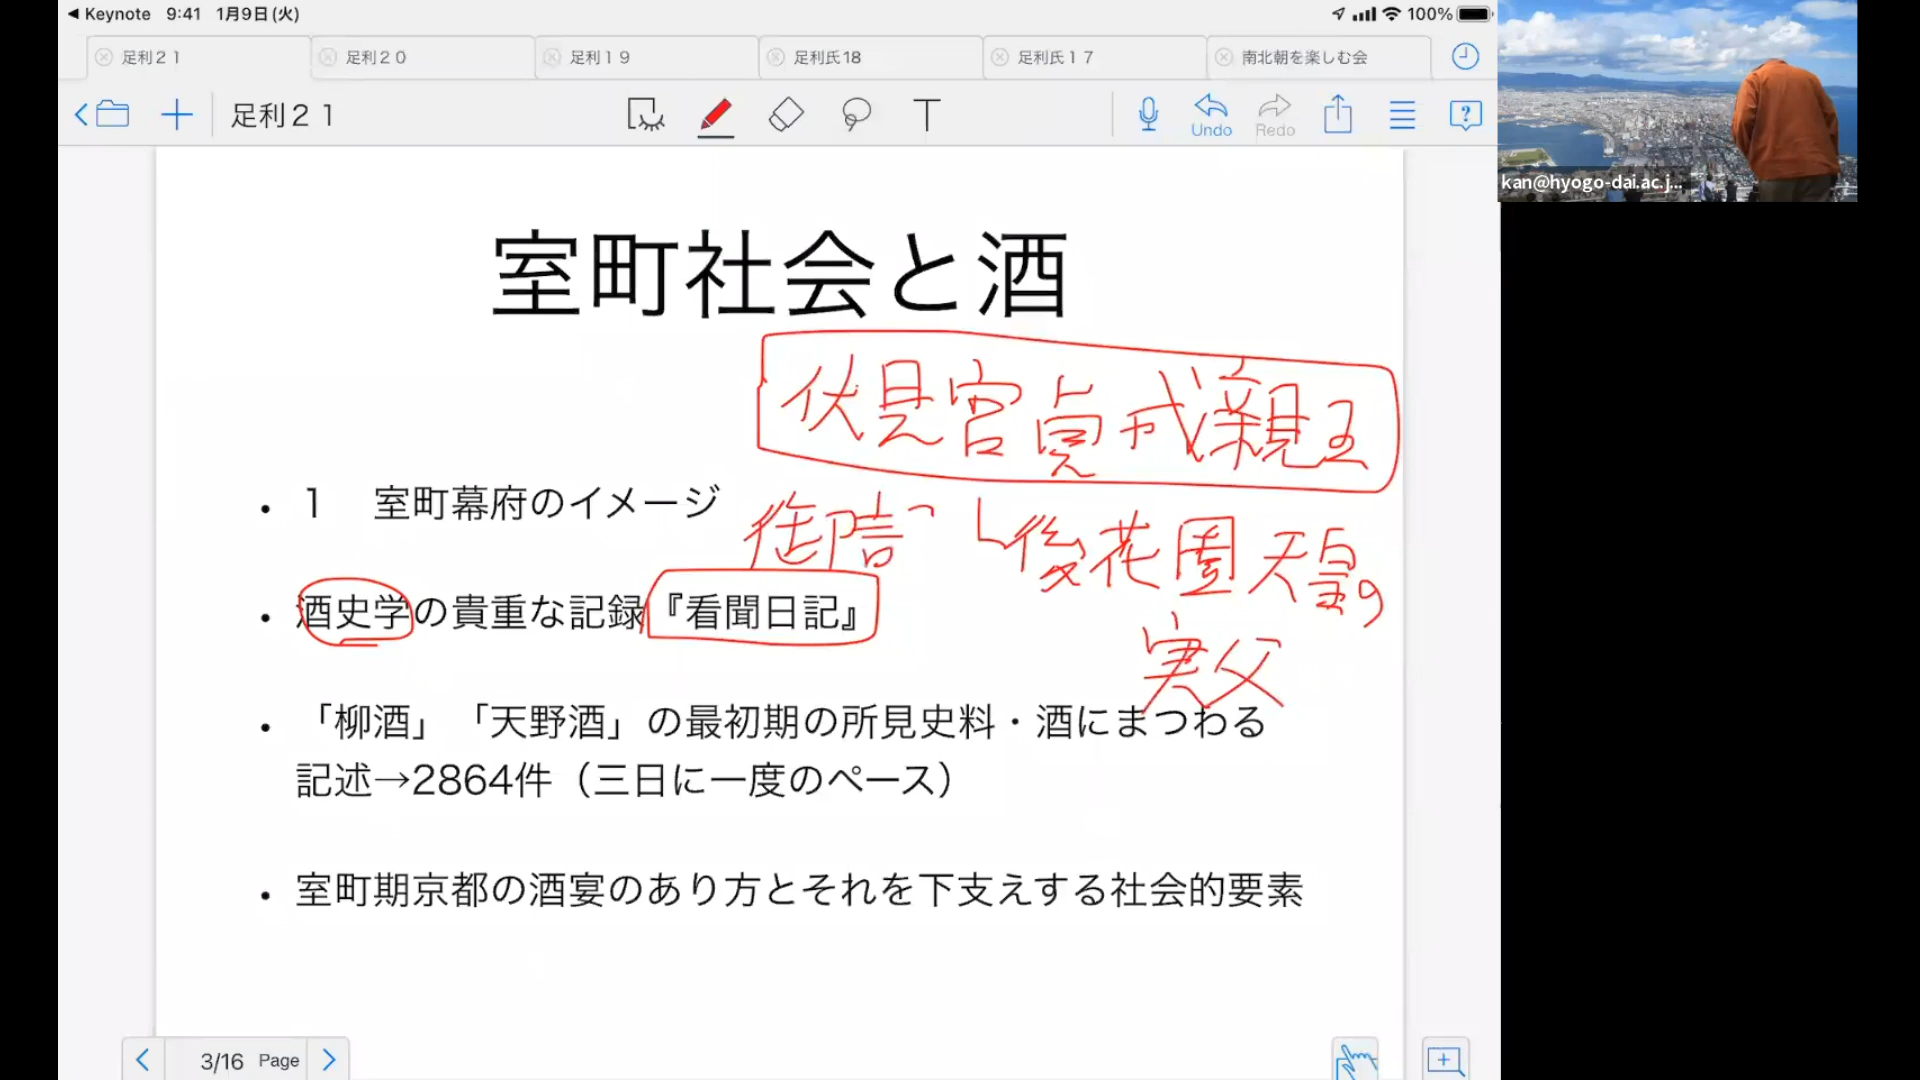 ◀ Keynote 9:41 1月9日(火)
100%
足利２１
足利２０
足利１９
足利氏18
足利氏１７
南北朝を楽しむ会
足利２１
Undo
Redo
kan@hyogo-dai.ac.j...
室町社会と酒
伏見宮貞成親王
後花園天皇の
実父
• １　室町幕府のイメージ
• 酒史学の貴重な記録『看聞日記』
• 「柳酒」「天野酒」の最初期の所見史料・酒にまつわる
記述→2864件（三日に一度のペース）
• 室町期京都の酒宴のあり方とそれを下支えする社会的要素
3/16 Page